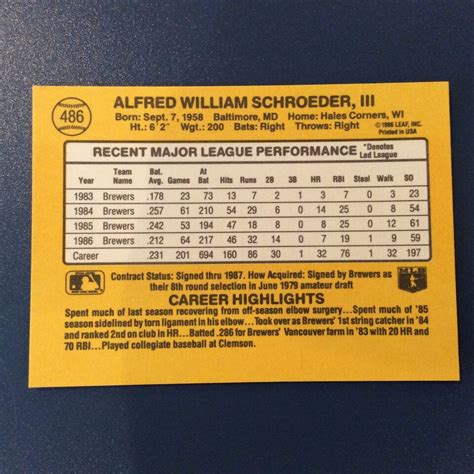 486
ALFRED WILLIAM SCHROEDER, III
Born: Sept. 7, 1958 Baltimore, MD Home: Hales Corners, WI
Ht.: 6'2" Wgt.: 200 Bats: Right Throws: Right
©1986 LEAF, INC.
Printed in USA
RECENT MAJOR LEAGUE PERFORMANCE *Denotes Led League
Year Team Name Bat. Avg. Games At Bat Hits Runs 2B 3B HR RBI Steal Walk SO
1983 Brewers .178 23 73 13 7 2 1 3 7 0 3 23
1984 Brewers .257 61 210 54 29 6 0 14 25 0 8 54
1985 Brewers .242 53 194 47 18 8 0 8 25 0 12 61
1986 Brewers .212 64 217 46 32 14 0 7 19 1 9 59
Career .231 201 694 160 86 30 1 32 76 1 32 197
Contract Status: Signed thru 1987. How Acquired: Signed by Brewers as
their 8th round selection in June 1979 amateur draft
CAREER HIGHLIGHTS
Spent much of last season recovering from off-season elbow surgery...Spent much of '85
season sidelined by torn ligament in his elbow...Took over as Brewers' 1st string catcher in '84
and ranked 2nd on club in HR...Batted .286 for Brewers' Vancouver farm in '83 with 20 HR and
70 RBI...Played collegiate baseball at Clemson.